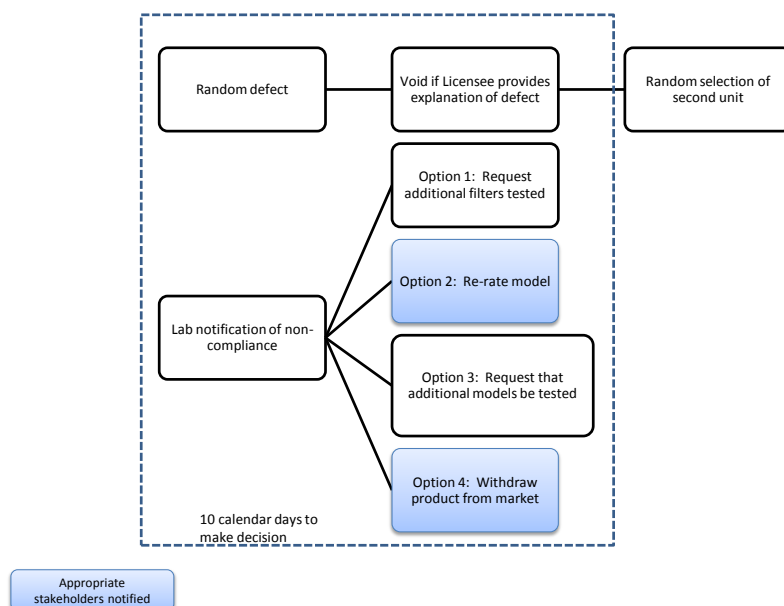 Random defect
Void if Licensee provides
explanation of defect
Random selection of
second unit
Option 1:  Request
additional filters tested
Option 2:  Re-rate model
Lab notification of non-
compliance
Option 3:  Request that
additional models be tested
Option 4:  Withdraw
product from market
10 calendar days to
make decision
Appropriate
stakeholders notified